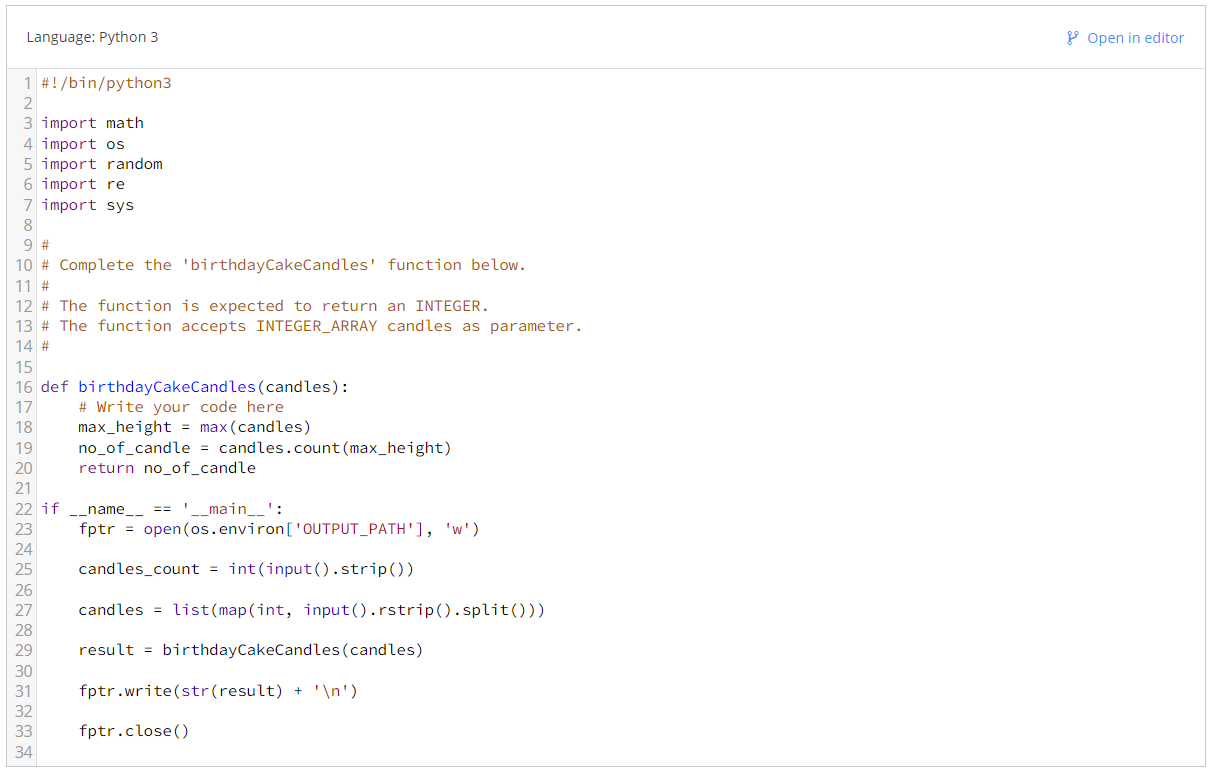 Language: Python 3
Open in editor
1 #!/bin/python3
2
3 import math
4 import os
5 import random
6 import re
7 import sys
8
9 #
10 # Complete the 'birthdayCakeCandles' function below.
11 #
12 # The function is expected to return an INTEGER.
13 # The function accepts INTEGER_ARRAY candles as parameter.
14 #
15
16 def birthdayCakeCandles(candles):
17     # Write your code here
18     max_height = max(candles)
19     no_of_candle = candles.count(max_height)
20     return no_of_candle
21
22 if __name__ == '__main__':
23     fptr = open(os.environ['OUTPUT_PATH'], 'w')
24
25     candles_count = int(input().strip())
26
27     candles = list(map(int, input().rstrip().split()))
28
29     result = birthdayCakeCandles(candles)
30
31     fptr.write(str(result) + '\n')
32
33     fptr.close()
34